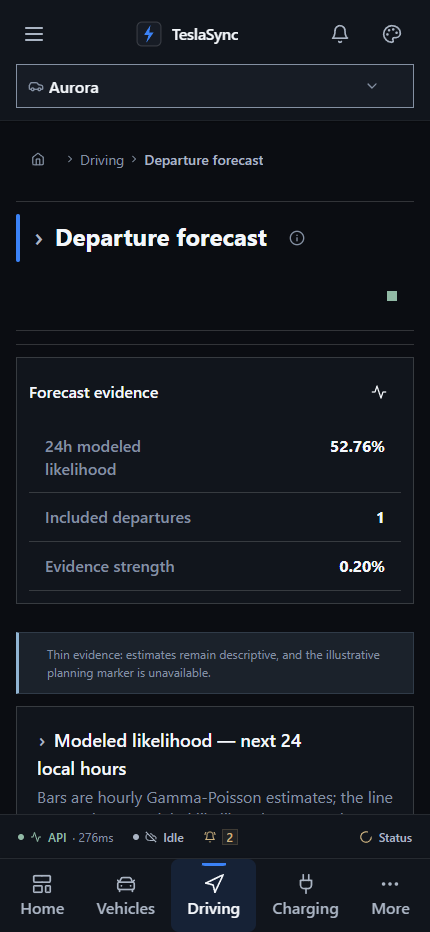 TeslaSync
Aurora
Driving
Departure forecast
Departure forecast
Forecast evidence
24h modeled
likelihood
52.76%
Included departures
1
Evidence strength
0.20%
Thin evidence: estimates remain descriptive, and the illustrative
planning marker is unavailable.
Modeled likelihood — next 24
local hours
Bars are hourly Gamma-Poisson estimates; the line
API · 276ms
Idle
2
Status
Home
Vehicles
Driving
Charging
More